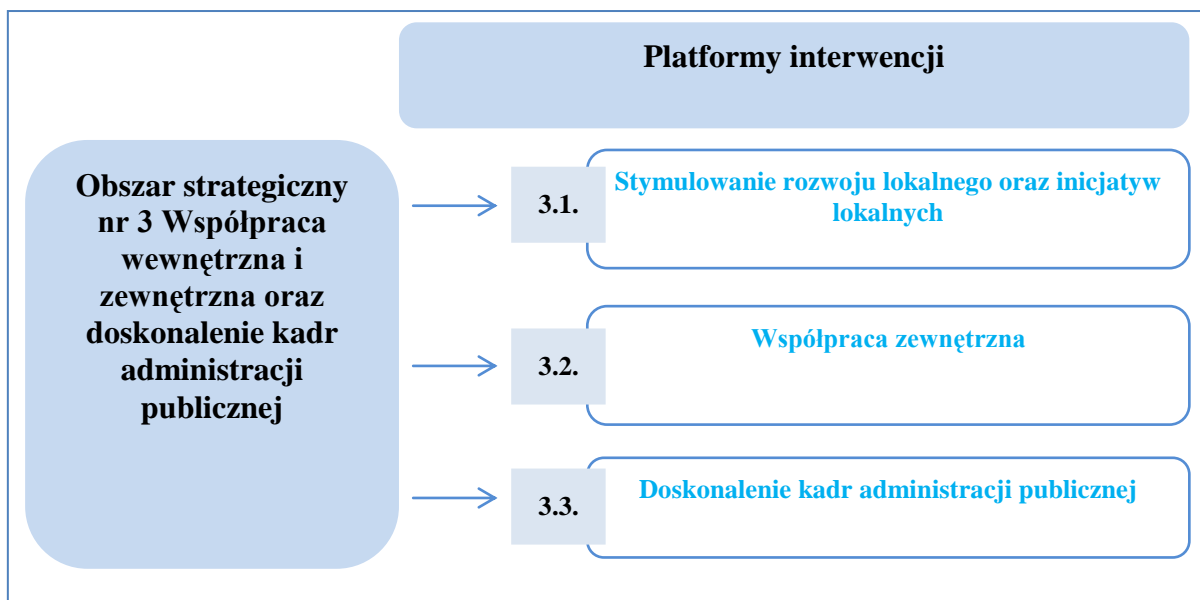 Platformy interwencji
Obszar strategiczny
nr 3 Współpraca
wewnętrzna i
zewnętrzna oraz
doskonalenie kadr
administracji
publicznej
3.1.
Stymulowanie rozwoju lokalnego oraz inicjatyw
lokalnych
3.2.
Współpraca zewnętrzna
3.3.
Doskonalenie kadr administracji publicznej